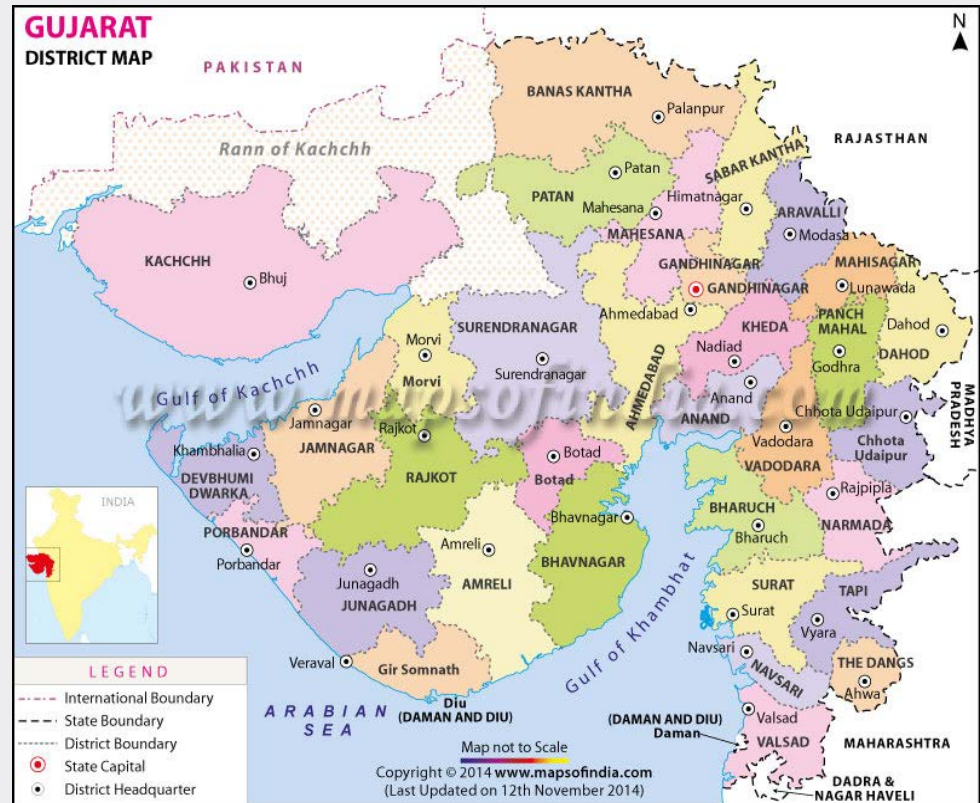 GUJARAT
DISTRICT MAP
N
PAKISTAN
RAJASTHAN
Rann of Kachchh
BANAS KANTHA
Palanpur
SABAR KANTHA
Patan
PATAN
Himatnagar
Mahesana
MAHESANA
ARAVALLI
Modasa
KACHCHH
Bhuj
GANDHINAGAR
GANDHINAGAR
MAHISAGAR
Lunawada
Ahmedabad
AHMEDABAD
SURENDRANAGAR
Surendranagar
Morvi
Morvi
KHEDA
Nadiad
PANCH
MAHAL
Godhra
Dahod
DAHOD
MADHYA
PRADESH
Gulf of Kachchh
www.mapsofindia.com
Anand
ANAND
Chhota Udaipur
Chhota
Udaipur
Jamnagar
JAMNAGAR
Rajkot
RAJKOT
Botad
Botad
Vadodara
VADODARA
Khambhalia
DEVBHUMI
DWARKA
Rajpipla
NARMADA
BHARUCH
Bharuch
Bhavnagar
BHAVNAGAR
PORBANDAR
Porbandar
Amreli
AMRELI
Junagadh
JUNAGADH
SURAT
Surat
TAPI
Vyara
Gulf of Khambhat
Navsari
NAVSARI
THE DANGS
Ahwa
Veraval
Gir Somnath
Diu
(DAMAN AND DIU)
ARABIAN
SEA
(DAMAN AND DIU)
Daman
Valsad
VALSAD
MAHARASHTRA
DADRA &
NAGAR HAVELI
INDIA
LEGEND
International Boundary
State Boundary
District Boundary
State Capital
District Headquarter
Map not to Scale
Copyright © 2014 www.mapsofindia.com
(Last Updated on 12th November 2014)